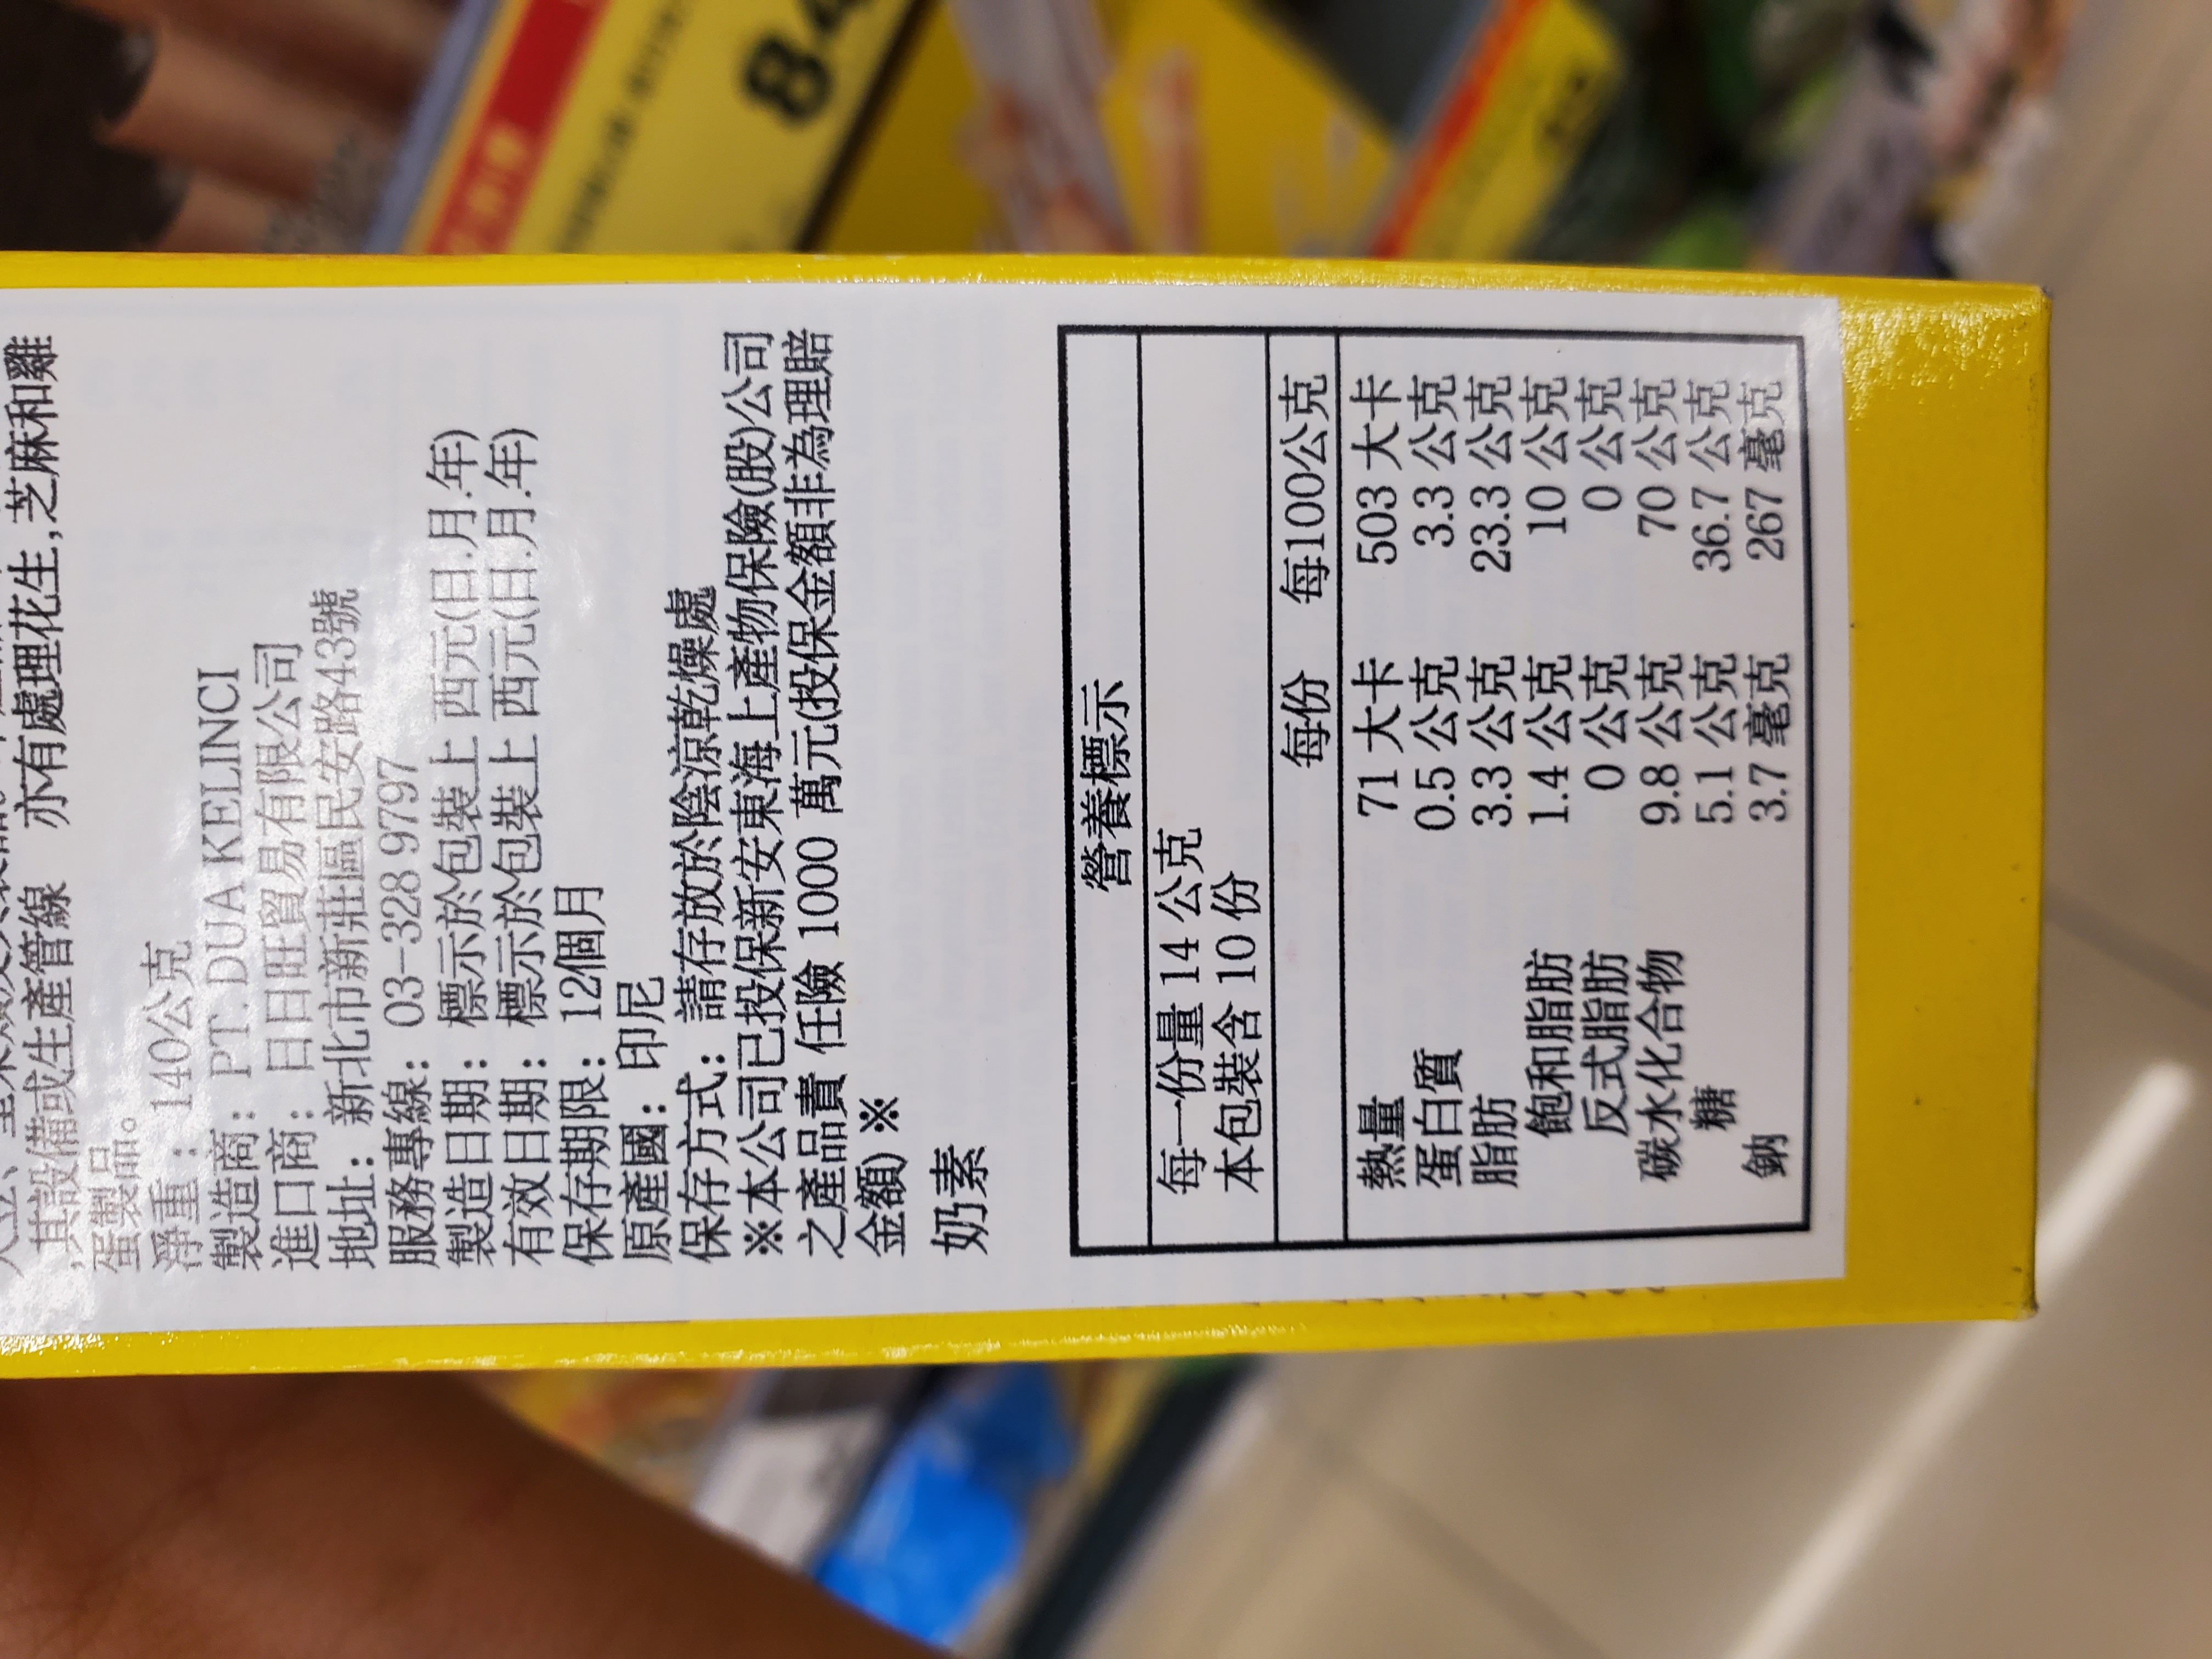 ,其設備或生產管線 亦有處理花生,芝麻和雞
蛋製品。
淨重：140公克
製造商：PT. DUA KELINCI
進口商：日日旺貿易有限公司
地址：新北市新莊區民安路43號
服務專線：03-328 9797
製造日期：標示於包裝上 西元(日.月.年)
有效日期：標示於包裝上 西元(日.月.年)
保存期限：12個月
原產國：印尼
保存方式：請存放於陰涼乾燥處
※本公司已投保新安東海上產物保險(股)公司
之產品責 任險 1000 萬元(投保金額非為理賠
金額) ※
奶素
營養標示
每一份量 14 公克
本包裝含 10 份
每份 每100公克
熱量 71 大卡 503 大卡
蛋白質 0.5 公克 3.3 公克
脂肪 3.3 公克 23.3 公克
飽和脂肪 1.4 公克 10 公克
反式脂肪 0 公克 0 公克
碳水化合物 9.8 公克 70 公克
糖 5.1 公克 36.7 公克
鈉 3.7 毫克 267 毫克
84